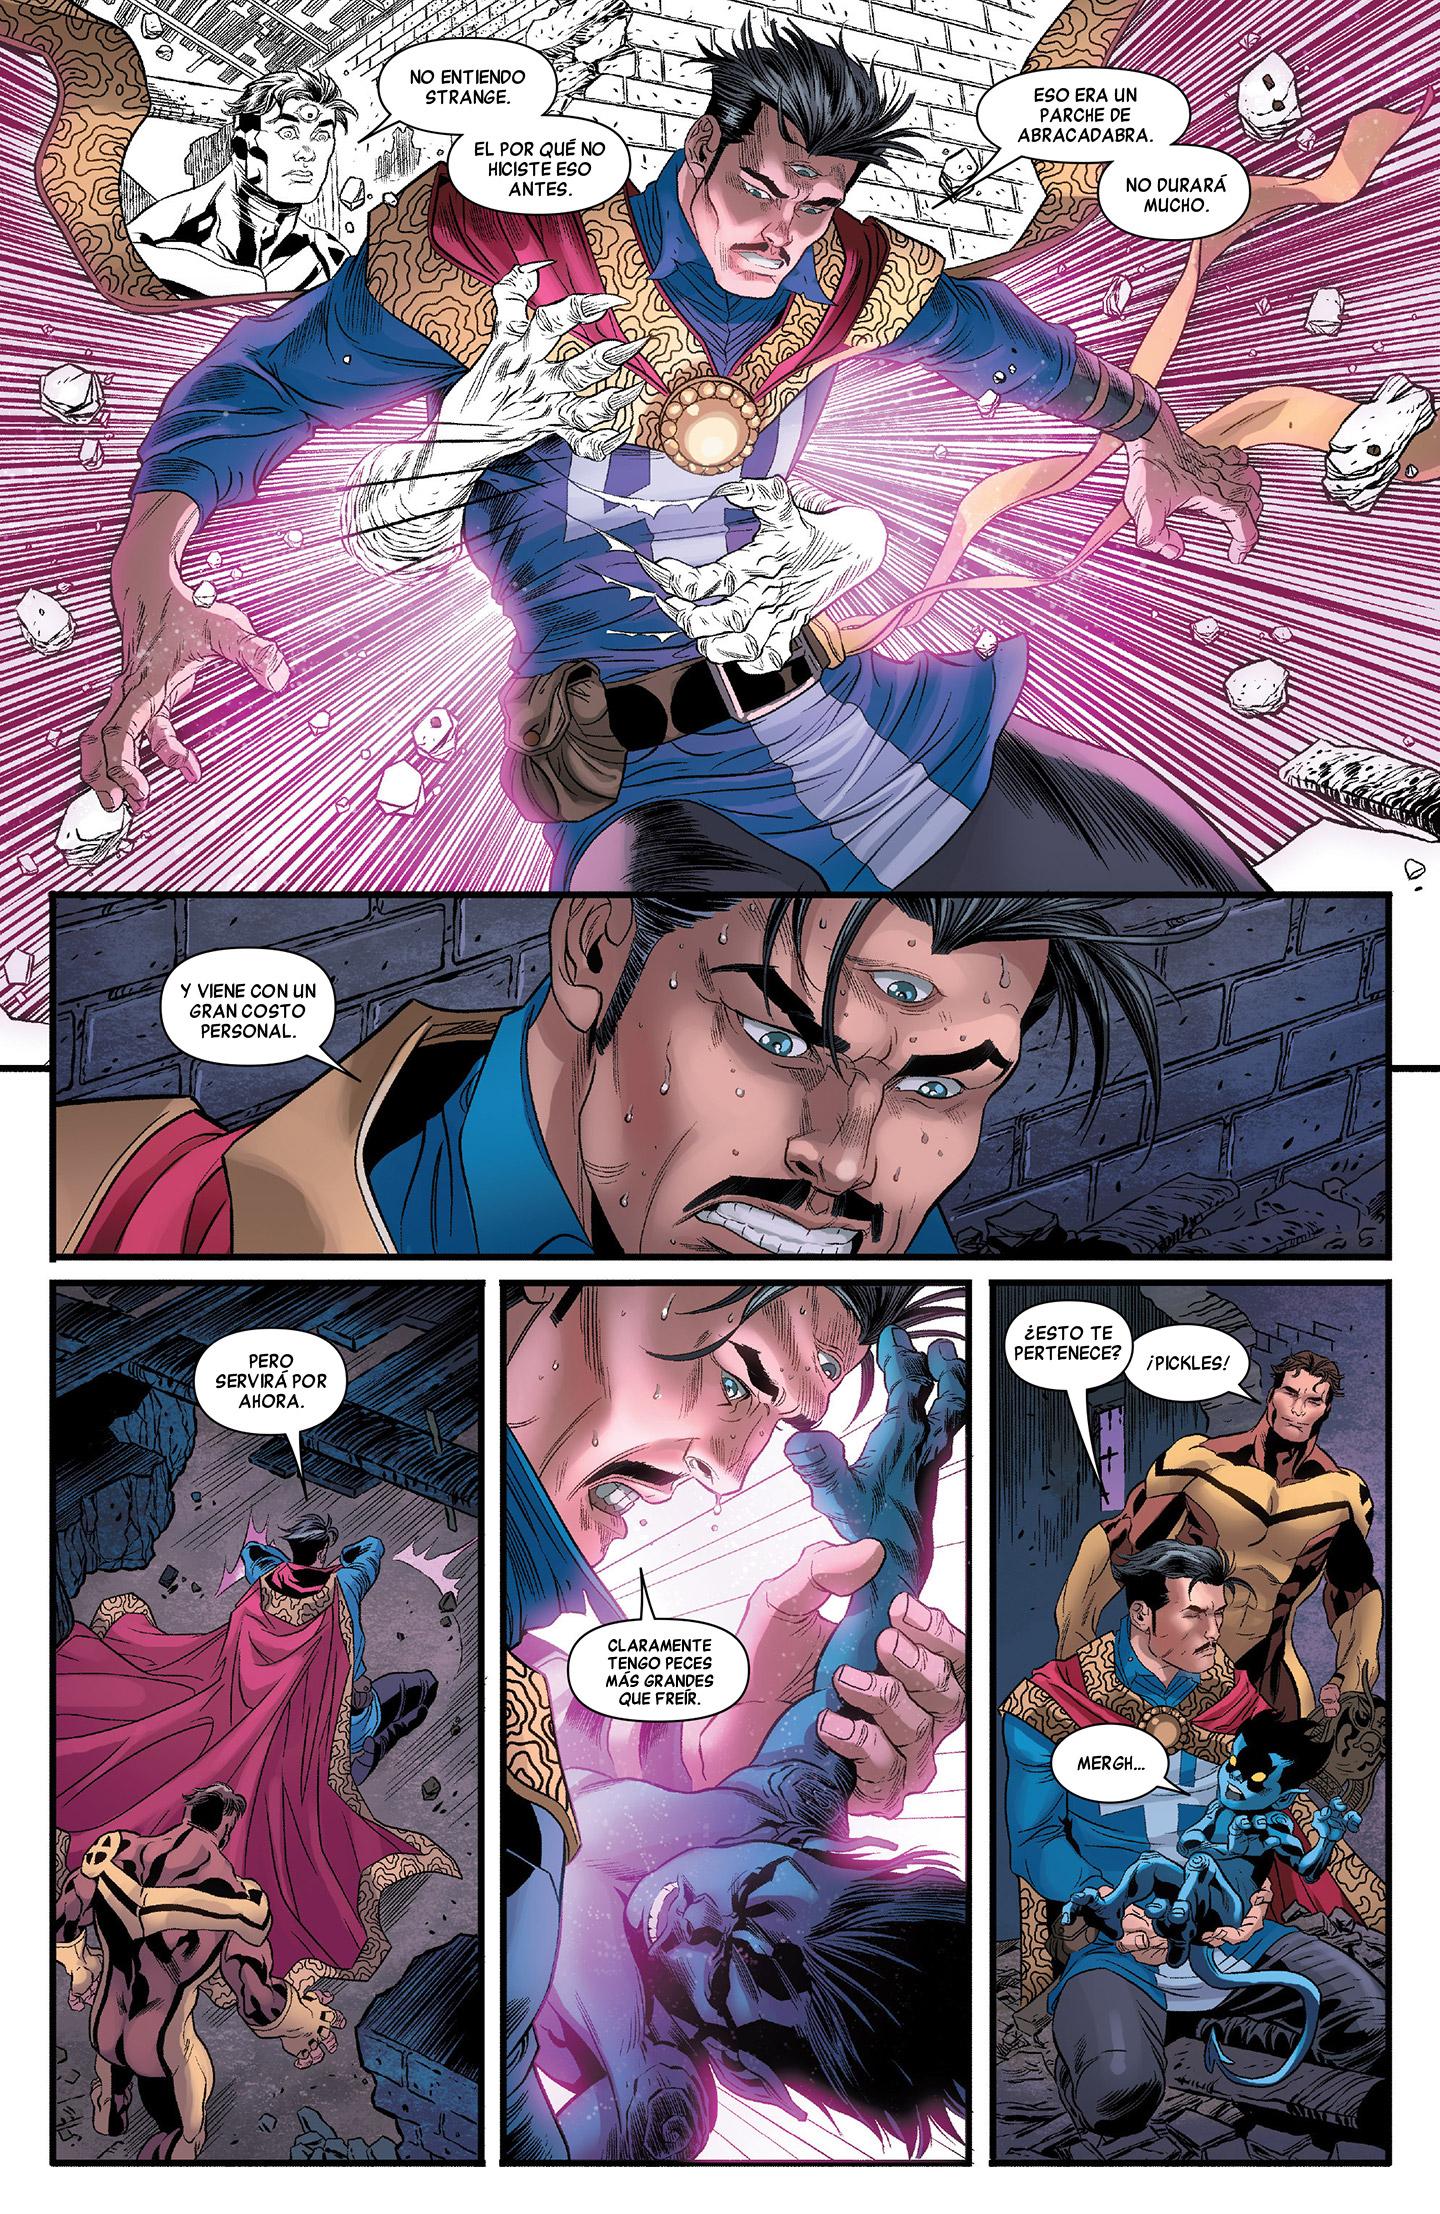 NO ENTIENDO
STRANGE.
EL POR QUÉ NO
HICISTE ESO
ANTES.
ESO ERA UN
PARCHE DE
ABRACADABRA.
NO DURARÁ
MUCHO.
Y VIENE CON UN
GRAN COSTO
PERSONAL.
PERO
SERVIRÁ POR
AHORA.
CLARAMENTE
TENGO PECES
MÁS GRANDES
QUE FREÍR.
¿ESTO TE
PERTENECE?
¡PICKLES!
MERGH...